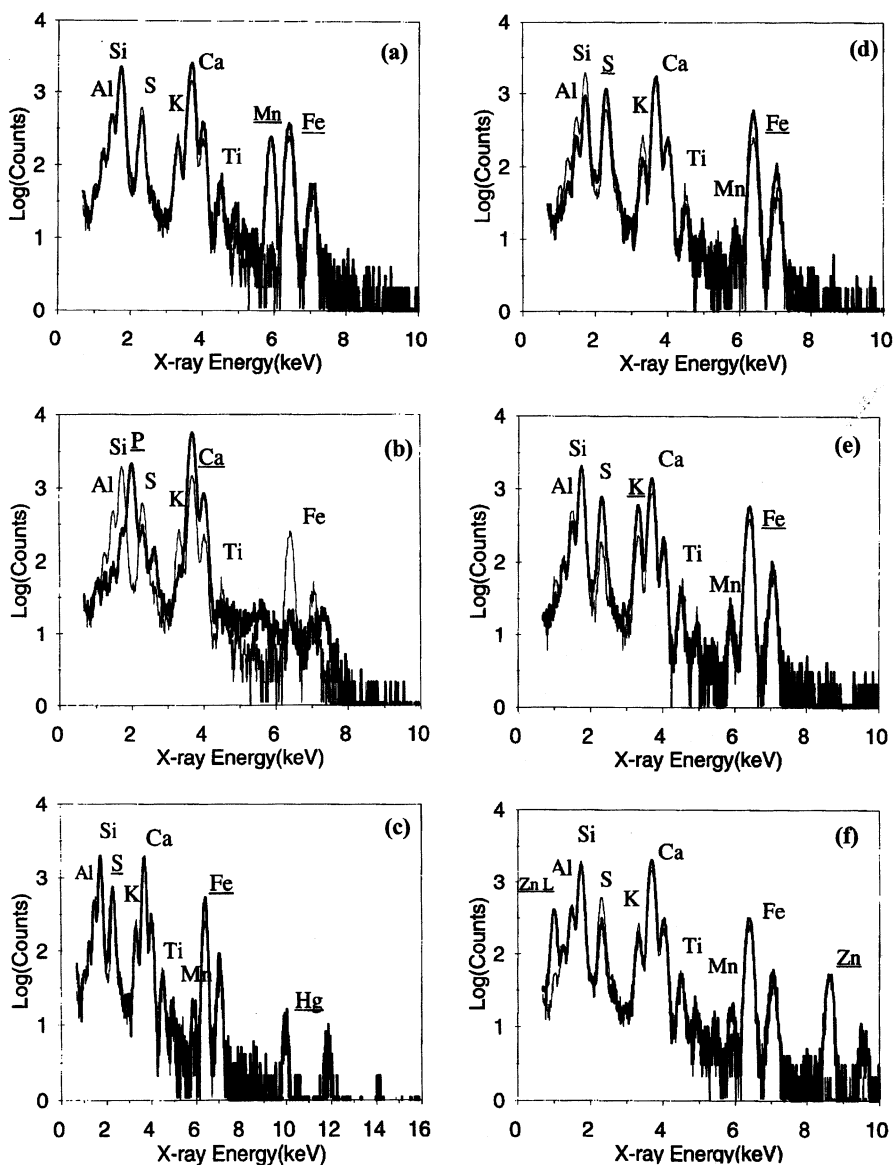 (a)
Log(Counts)
4
3
2
1
0
Al
Si
S
K
Ca
Ti
Mn
Fe
0 2 4 6 8 10
X-ray Energy(keV)
(d)
Log(Counts)
4
3
2
1
0
Al
Si
S
K
Ca
Ti
Mn
Fe
0 2 4 6 8 10
X-ray Energy(keV)
(b)
Log(Counts)
4
3
2
1
0
Al
Si
P
S
K
Ca
Ti
Fe
0 2 4 6 8 10
X-ray Energy(keV)
(e)
Log(Counts)
4
3
2
1
0
Al
Si
S
K
Ca
Ti
Mn
Fe
0 2 4 6 8 10
X-ray Energy(keV)
(c)
Log(Counts)
4
3
2
1
0
Al
Si
S
K
Ca
Ti
Mn
Fe
Hg
0 2 4 6 8 10 12 14 16
X-ray Energy(keV)
(f)
Log(Counts)
4
3
2
1
0
Zn L
Al
Si
S
K
Ca
Ti
Mn
Fe
Zn
0 2 4 6 8 10
X-ray Energy(keV)